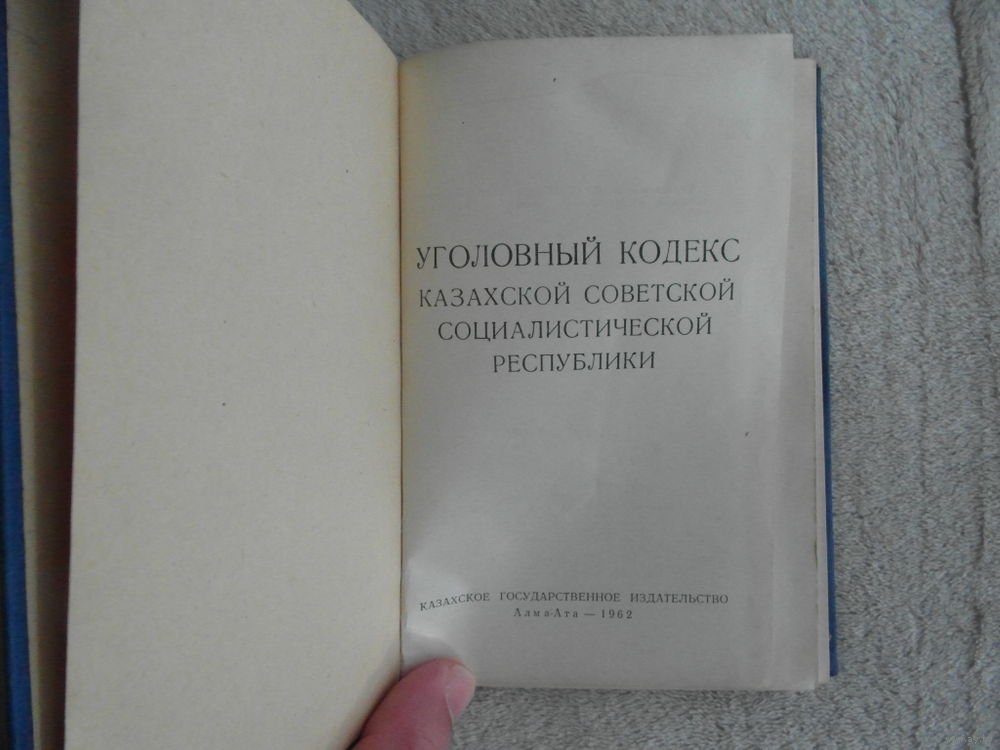 УГОЛОВНЫЙ КОДЕКС
КАЗАХСКОЙ СОВЕТСКОЙ
СОЦИАЛИСТИЧЕСКОЙ
РЕСПУБЛИКИ
КАЗАХСКОЕ ГОСУДАРСТВЕННОЕ ИЗДАТЕЛЬСТВО
Алма-Ата — 1962